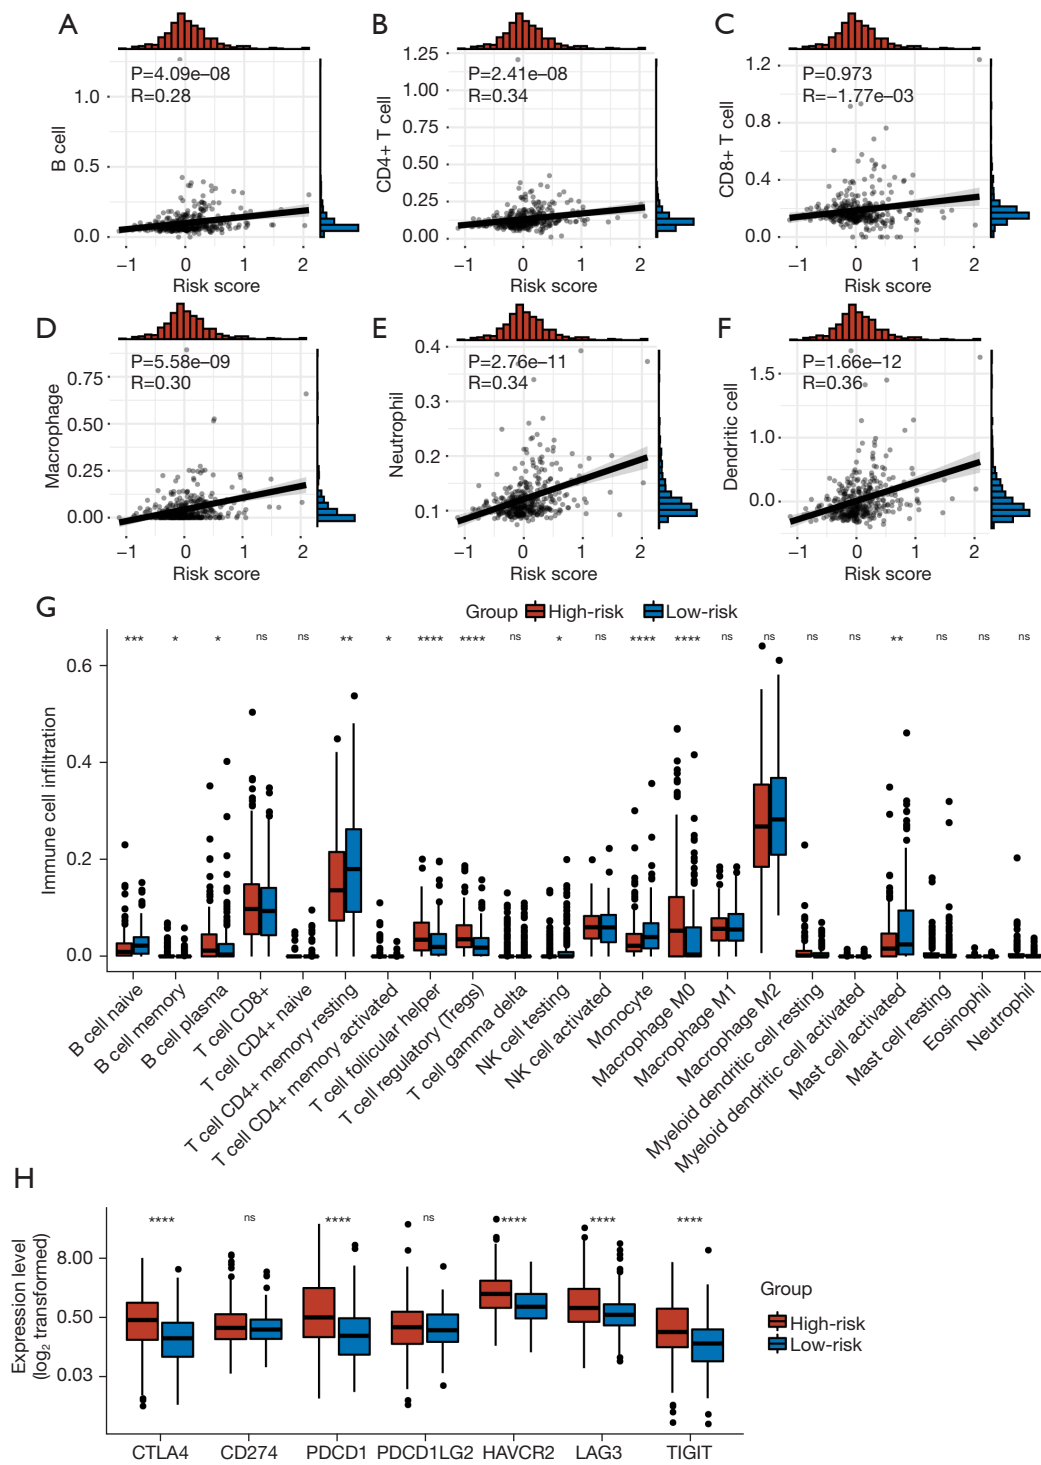 A
P=4.09e–08
R=0.28
B cell
1.0
0.5
0.0
−1 0 1 2
Risk score
B
P=2.41e–08
R=0.34
CD4+ T cell
1.25
1.00
0.75
0.50
0.25
0.00
−1 0 1 2
Risk score
C
P=0.973
R=−1.77e–03
CD8+ T cell
1.2
0.8
0.4
0.0
−1 0 1 2
Risk score
D
P=5.58e–09
R=0.30
Macrophage
0.75
0.50
0.25
0.00
−1 0 1 2
Risk score
E
P=2.76e–11
R=0.34
Neutrophil
0.4
0.3
0.2
0.1
−1 0 1 2
Risk score
F
P=1.66e–12
R=0.36
Dendritic cell
1.5
1.0
0.0
−1 0 1 2
Risk score
G
Group High-risk Low-risk
*** * * ns ns ** * **** **** ns * ns **** **** ns ns ns ns ** ns ns ns
Immune cell infiltration
0.6
0.4
0.2
0.0
B cell naive
B cell memory
B cell plasma
T cell CD8+
T cell CD4+ naive
T cell CD4+ memory resting
T cell CD4+ memory activated
T cell follicular helper
T cell regulatory (Tregs)
T cell gamma delta
NK cell testing
NK cell activated
Monocyte
Macrophage M0
Macrophage M1
Macrophage M2
Myeloid dendritic cell resting
Myeloid dendritic cell activated
Mast cell activated
Mast cell resting
Eosinophil
Neutrophil
H
**** ns **** ns **** **** ****
Expression level
(log₂ transformed)
8.00
0.50
0.03
CTLA4 CD274 PDCD1 PDCD1LG2 HAVCR2 LAG3 TIGIT
Group
High-risk
Low-risk